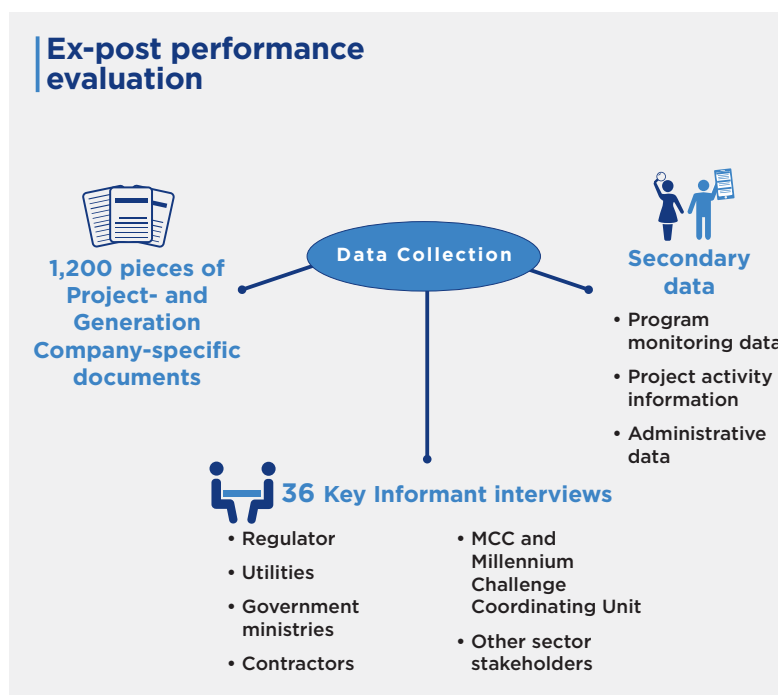 Ex-post performance
evaluation
Data Collection
1,200 pieces of
Project- and
Generation
Company-specific
documents
Secondary
data
• Program
monitoring data
• Project activity
information
• Administrative
data
36 Key Informant interviews
• Regulator
• Utilities
• Government
ministries
• Contractors
• MCC and
Millennium
Challenge
Coordinating Unit
• Other sector
stakeholders